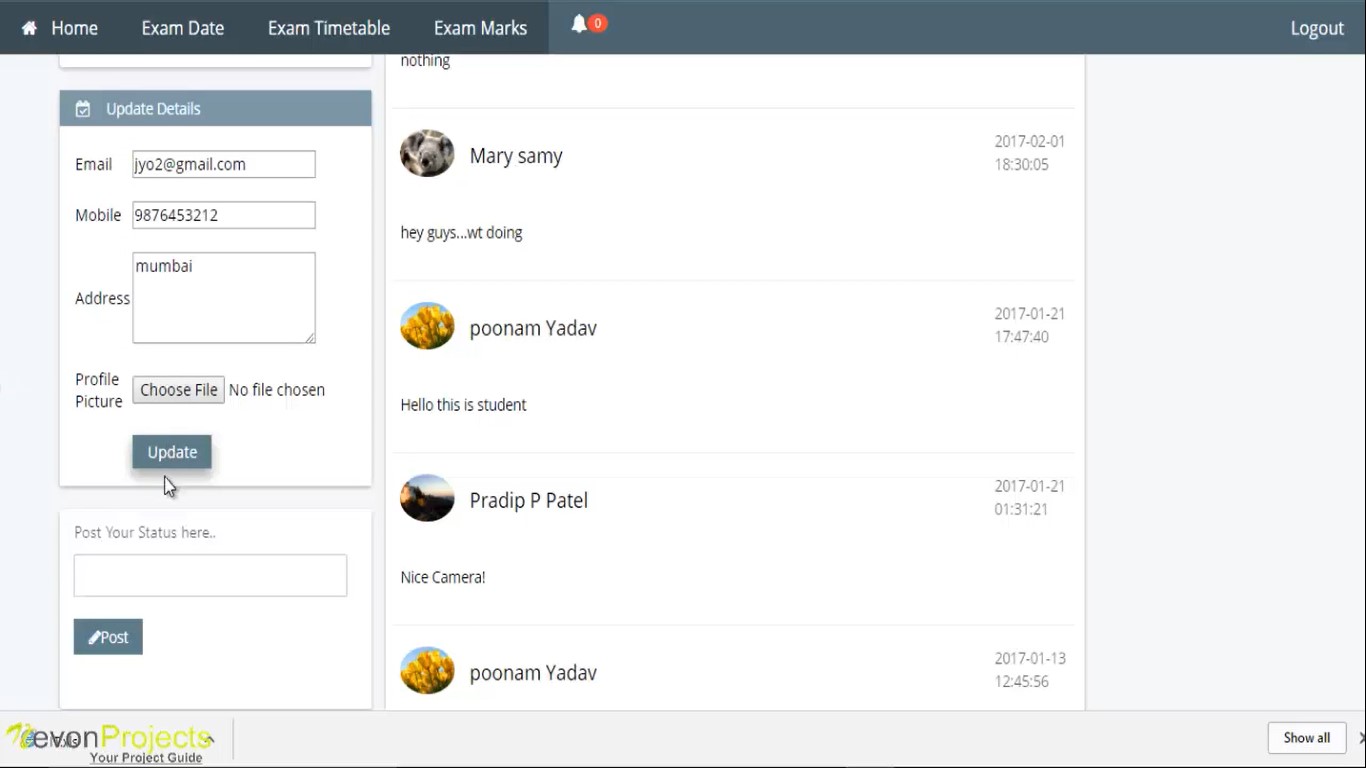 Home
Exam Date
Exam Timetable
Exam Marks
0
Logout
Update Details
Email
jyo2@gmail.com
Mobile
9876453212
Address
mumbai
Profile
Picture
Choose File
No file chosen
Update
Post Your Status here..
Post
nothing
Mary samy
2017-02-01
18:30:05
hey guys...wt doing
poonam Yadav
2017-01-21
17:47:40
Hello this is student
Pradip P Patel
2017-01-21
01:31:21
Nice Camera!
poonam Yadav
2017-01-13
12:45:56
evonProjects
Your Project Guide
Show all